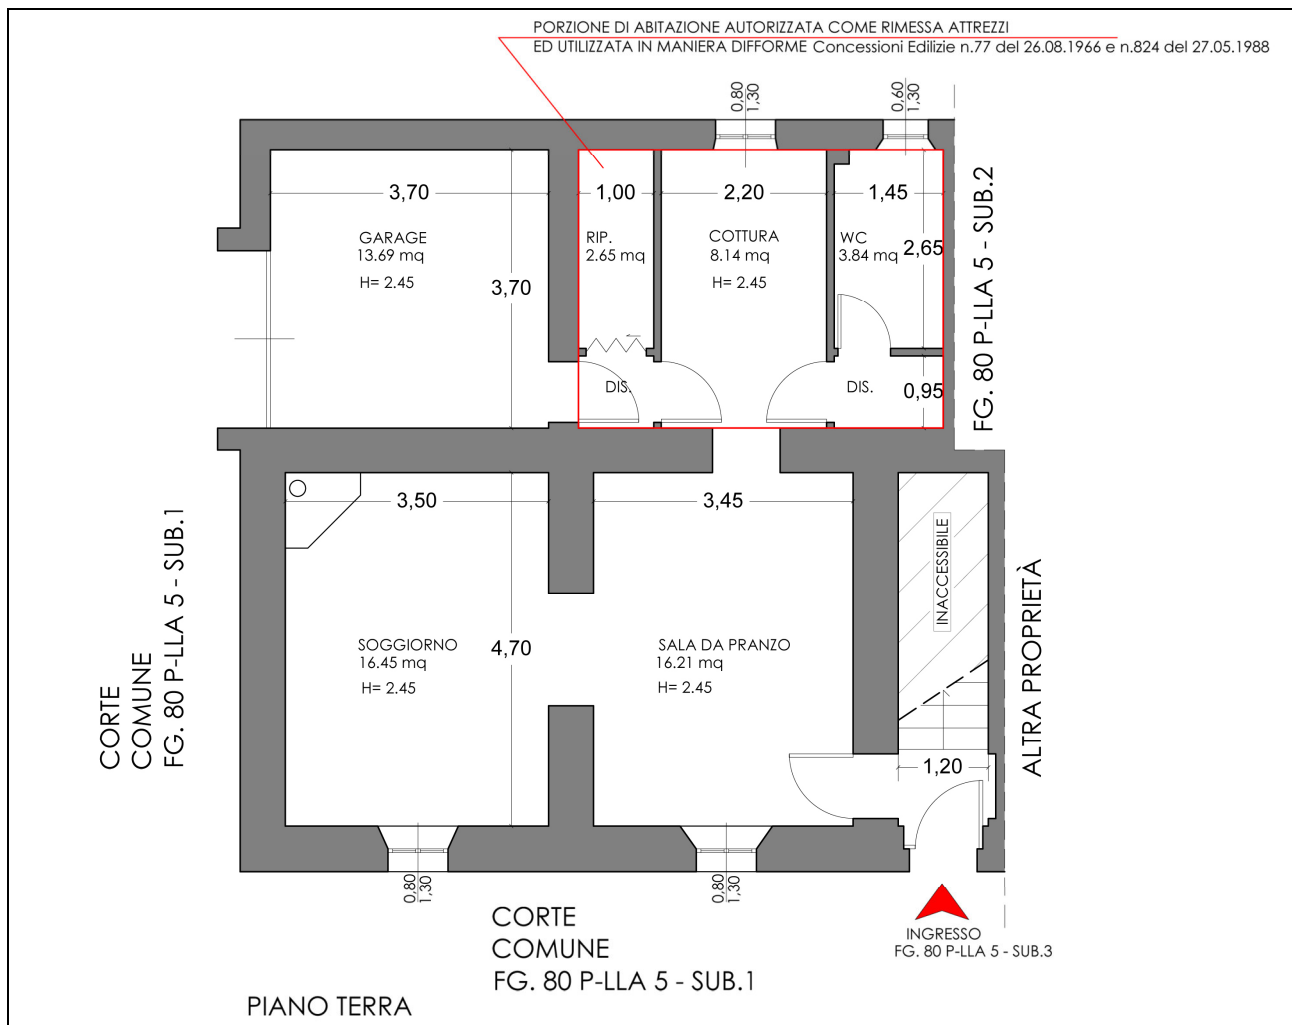 PORZIONE DI ABITAZIONE AUTORIZZATA COME RIMESSA ATTREZZI
ED UTILIZZATA IN MANIERA DIFFORME Concessioni Edilizie n.77 del 26.08.1966 e n.824 del 27.05.1988
0,80
1,30
0,60
1,30
3,70
1,00
2,20
1,45
GARAGE
13.69 mq
H= 2.45
3,70
RIP.
2.65 mq
COTTURA
8.14 mq
H= 2.45
WC
3.84 mq
2,65
DIS.
DIS.
0,95
FG. 80 P-LLA 5 - SUB.2
3,50
3,45
SOGGIORNO
16.45 mq
H= 2.45
4,70
SALA DA PRANZO
16.21 mq
H= 2.45
INACCESSIBILE
1,20
ALTRA PROPRIETÀ
CORTE
COMUNE
FG. 80 P-LLA 5 - SUB.1
0,80
1,30
0,80
1,30
CORTE
COMUNE
FG. 80 P-LLA 5 - SUB.1
INGRESSO
FG. 80 P-LLA 5 - SUB.3
PIANO TERRA